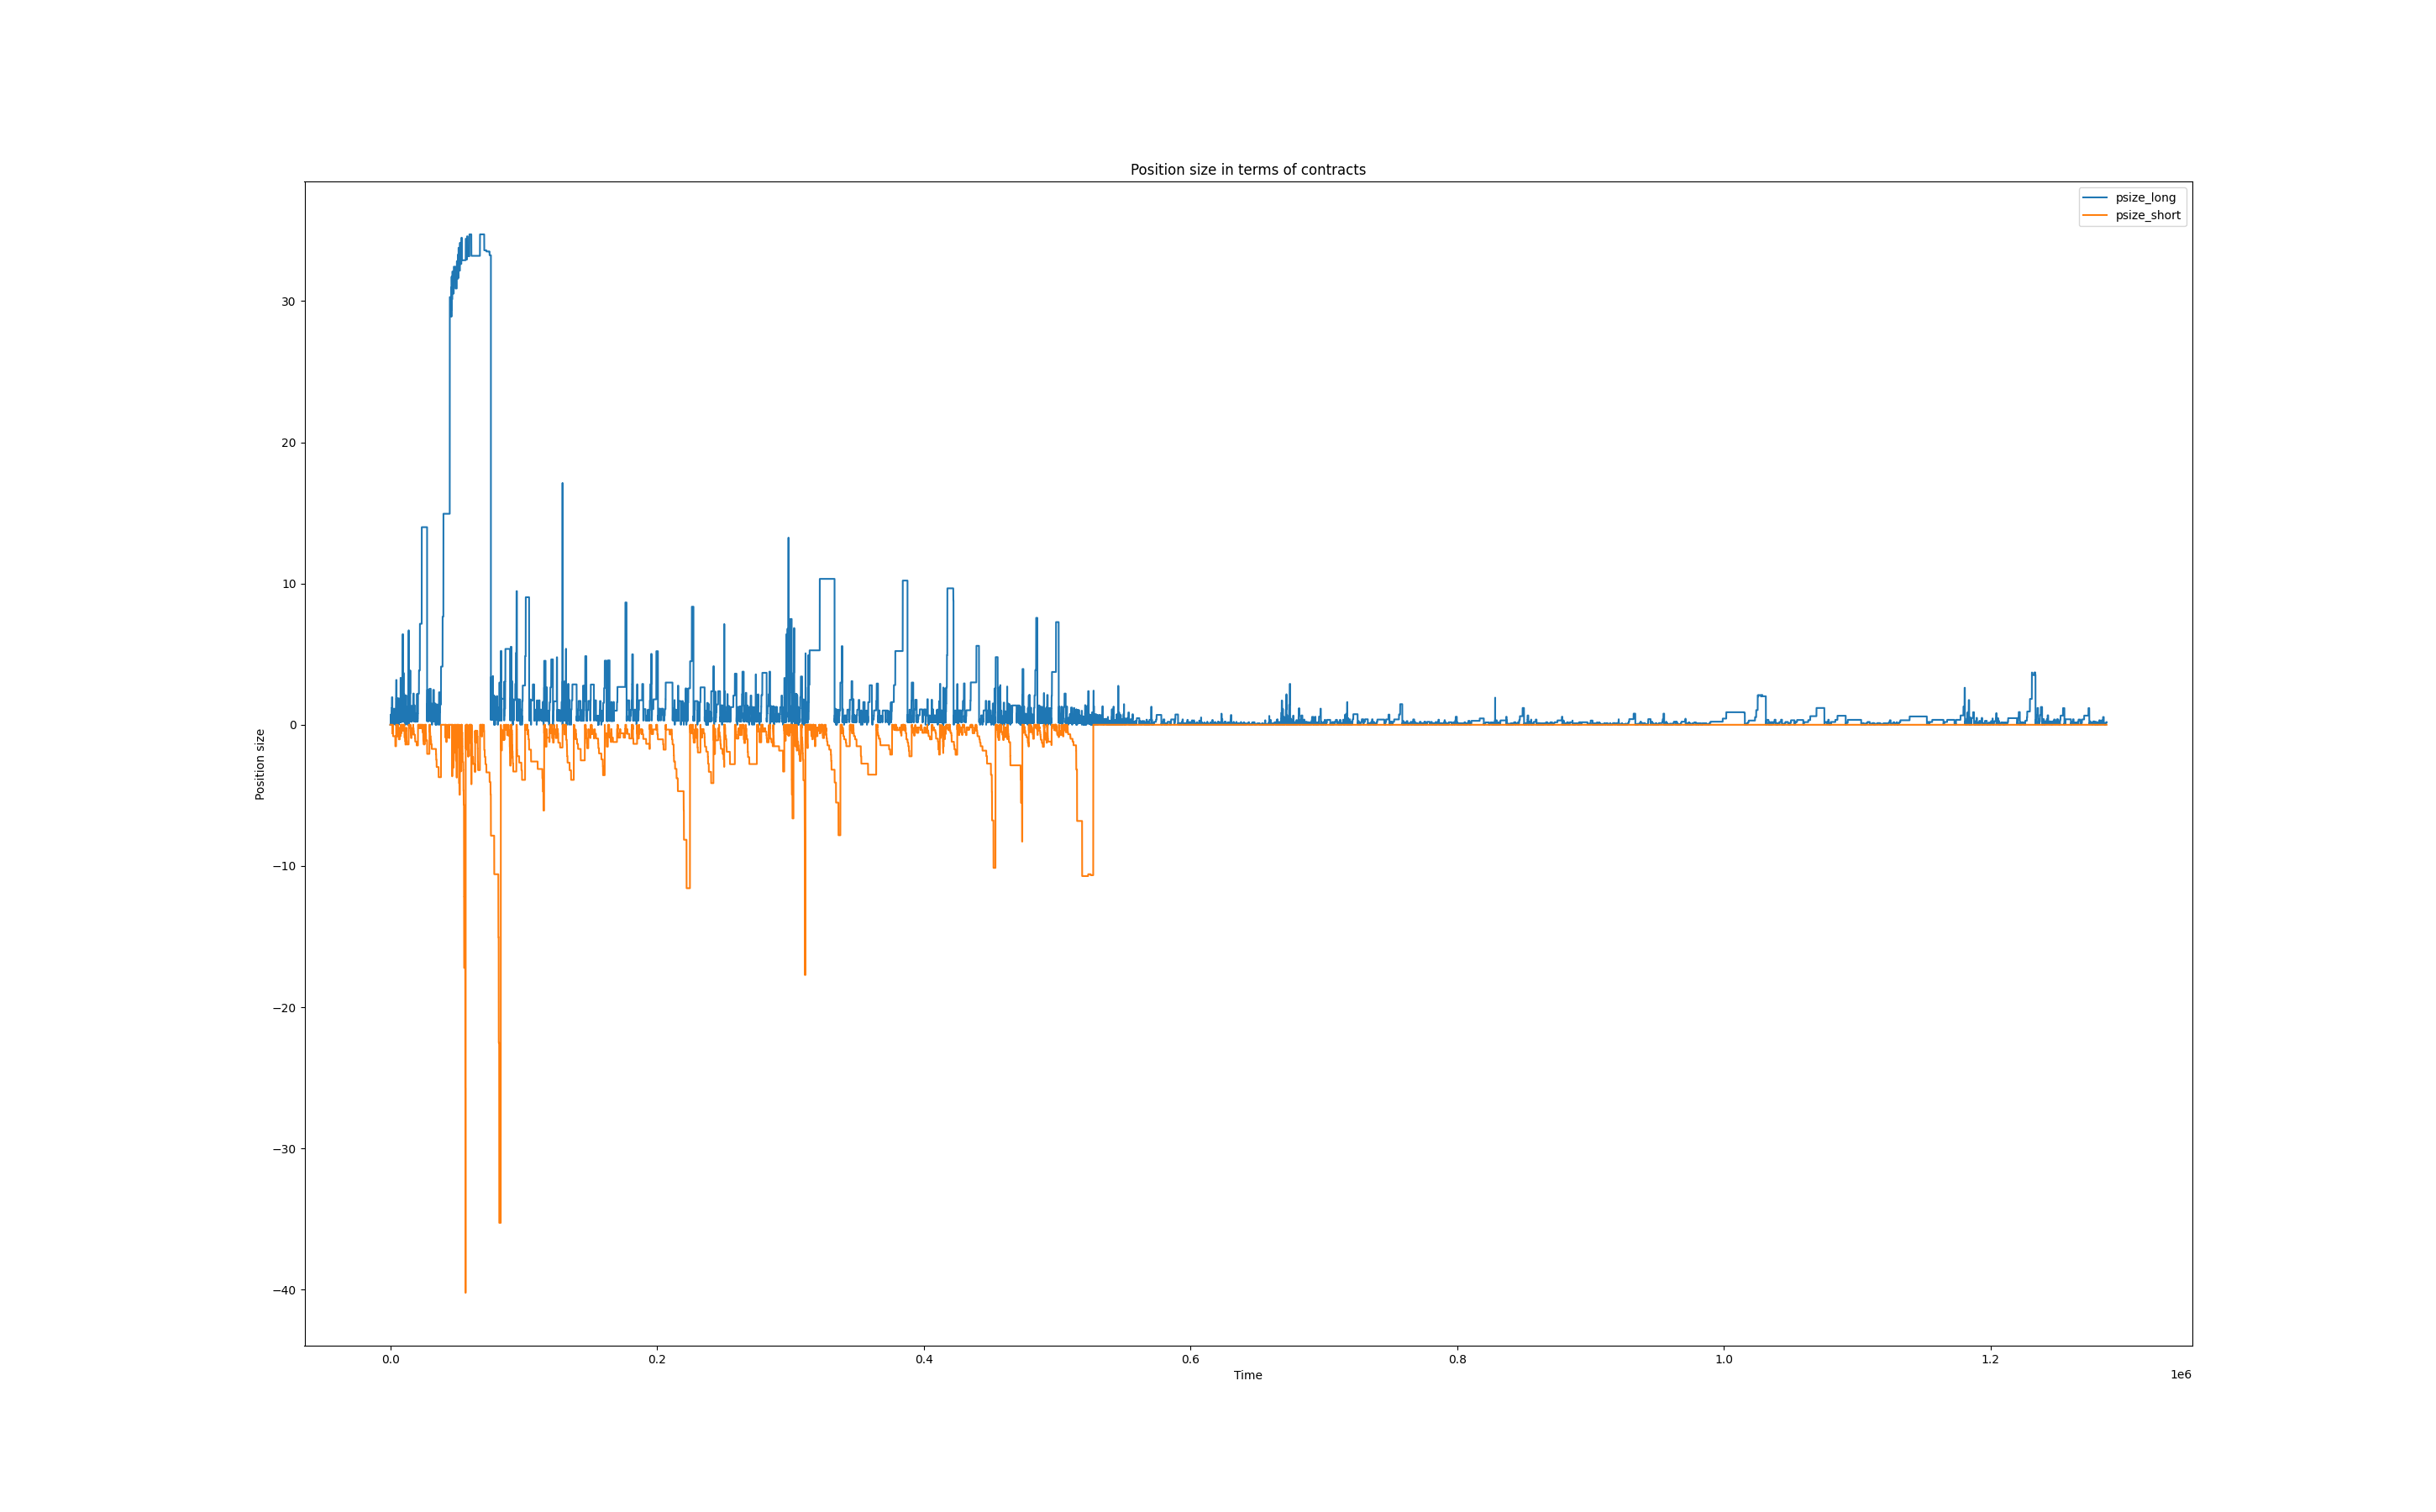 Position size in terms of contracts
psize_long
psize_short
Position size
30
20
10
0
−10
−20
−30
−40
0.0
0.2
0.4
0.6
0.8
1.0
1.2
1e6
Time